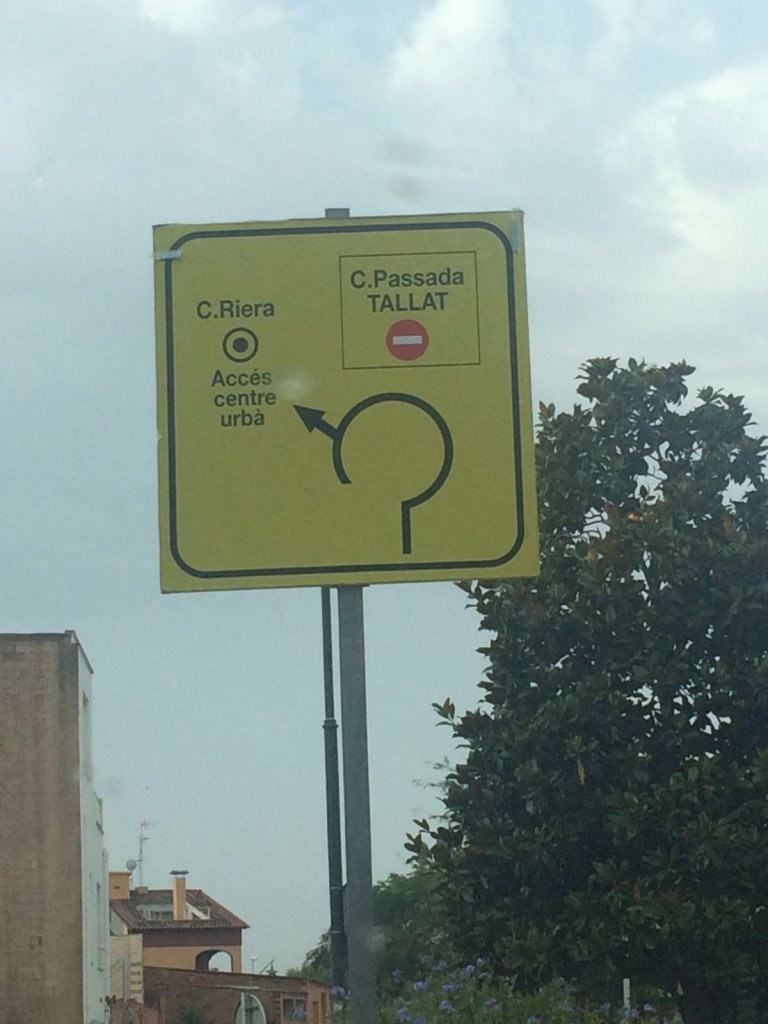 C.Riera
Accés
centre
urbà
C.Passada
TALLAT